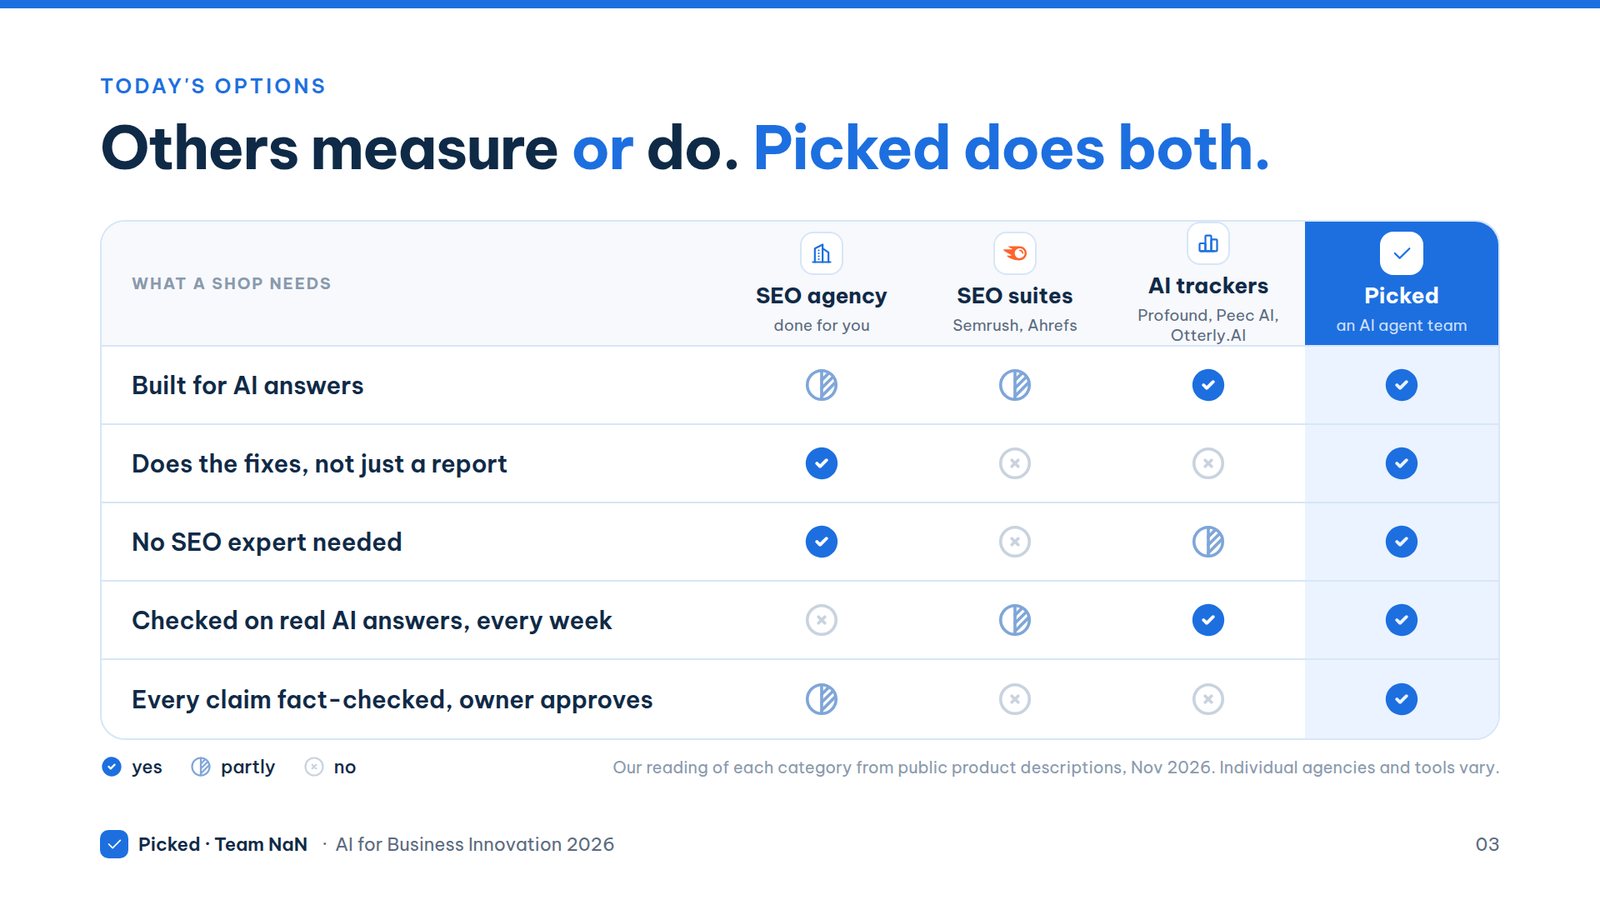 TODAY'S OPTIONS
Others measure or do. Picked does both.
WHAT A SHOP NEEDS
SEO agency
done for you
SEO suites
Semrush, Ahrefs
AI trackers
Profound, Peec AI,
Otterly.AI
Picked
an AI agent team
Built for AI answers
Does the fixes, not just a report
No SEO expert needed
Checked on real AI answers, every week
Every claim fact-checked, owner approves
yes partly no
Our reading of each category from public product descriptions, Nov 2026. Individual agencies and tools vary.
Picked · Team NaN · AI for Business Innovation 2026
03